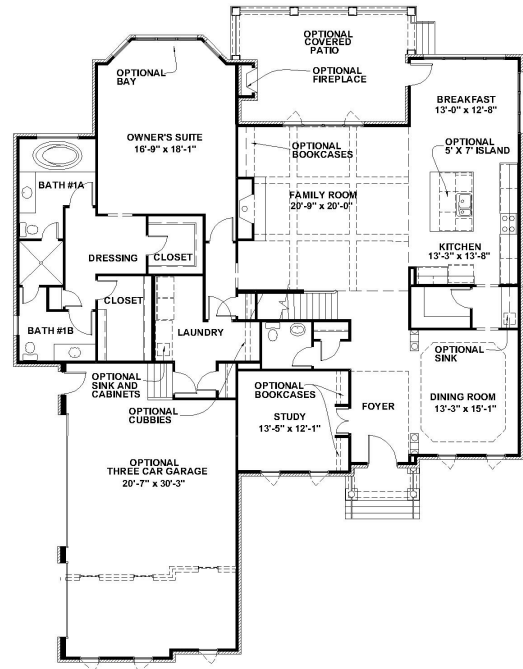 OPTIONAL
COVERED
PATIO
OPTIONAL
BAY
OPTIONAL
FIREPLACE
BREAKFAST
13'-0" x 12'-8"
OWNER'S SUITE
16'-9" x 18'-1"
OPTIONAL
BOOKCASES
OPTIONAL
5' X 7' ISLAND
BATH #1A
FAMILY ROOM
20'-9" x 20'-0"
DRESSING
CLOSET
KITCHEN
13'-3" x 13'-8"
CLOSET
BATH #1B
LAUNDRY
OPTIONAL
SINK
OPTIONAL
SINK AND
CABINETS
OPTIONAL
BOOKCASES
OPTIONAL
CUBBIES
STUDY
13'-5" x 12'-1"
FOYER
DINING ROOM
13'-3" x 15'-1"
OPTIONAL
THREE CAR GARAGE
20'-7" x 30'-3"